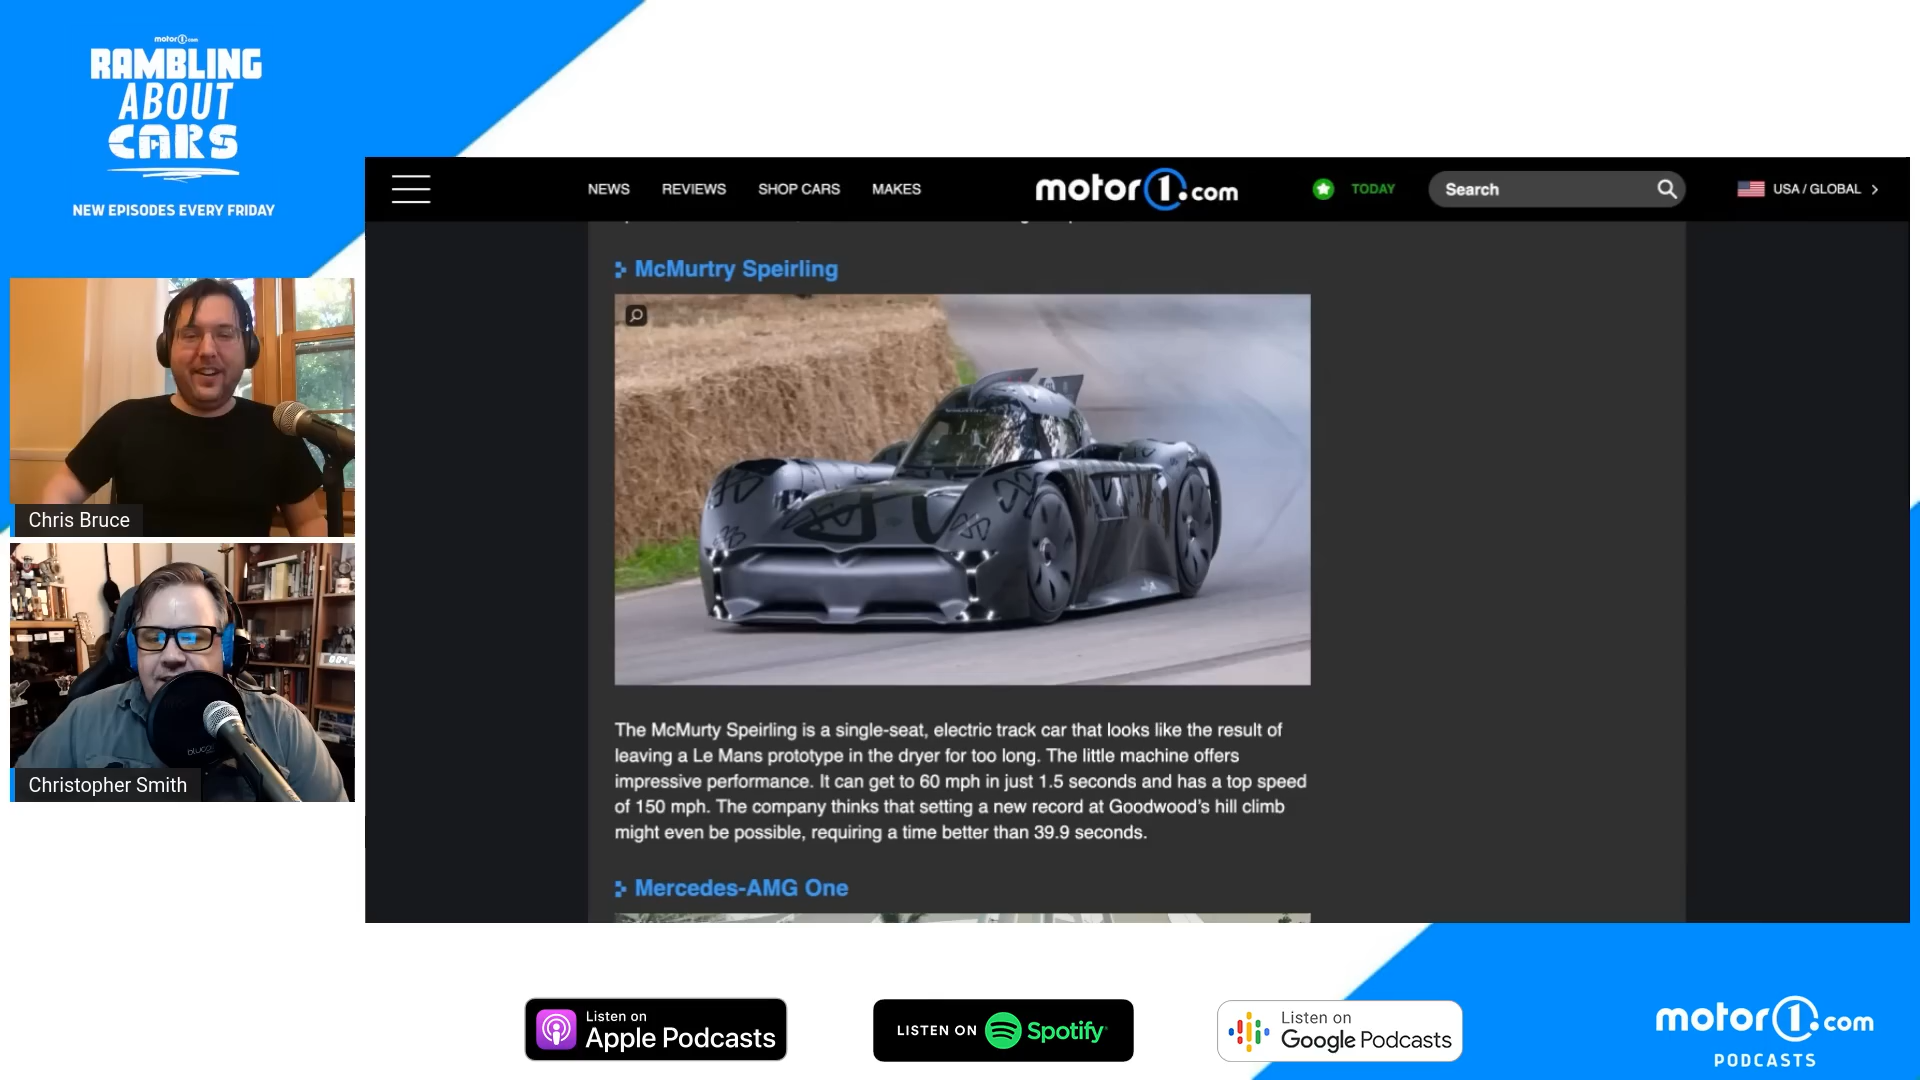 motor1.com
RAMBLING
ABOUT
CARS
NEW EPISODES EVERY FRIDAY
NEWS
REVIEWS
SHOP CARS
MAKES
motor1.com
TODAY
Search
USA / GLOBAL
McMurtry Speirling
The McMurty Speirling is a single-seat, electric track car that looks like the result of
leaving a Le Mans prototype in the dryer for too long. The little machine offers
impressive performance. It can get to 60 mph in just 1.5 seconds and has a top speed
of 150 mph. The company thinks that setting a new record at Goodwood's hill climb
might even be possible, requiring a time better than 39.9 seconds.
Mercedes-AMG One
Chris Bruce
Christopher Smith
Listen on
Apple Podcasts
LISTEN ON Spotify
Listen on
Google Podcasts
motor1.com
PODCASTS